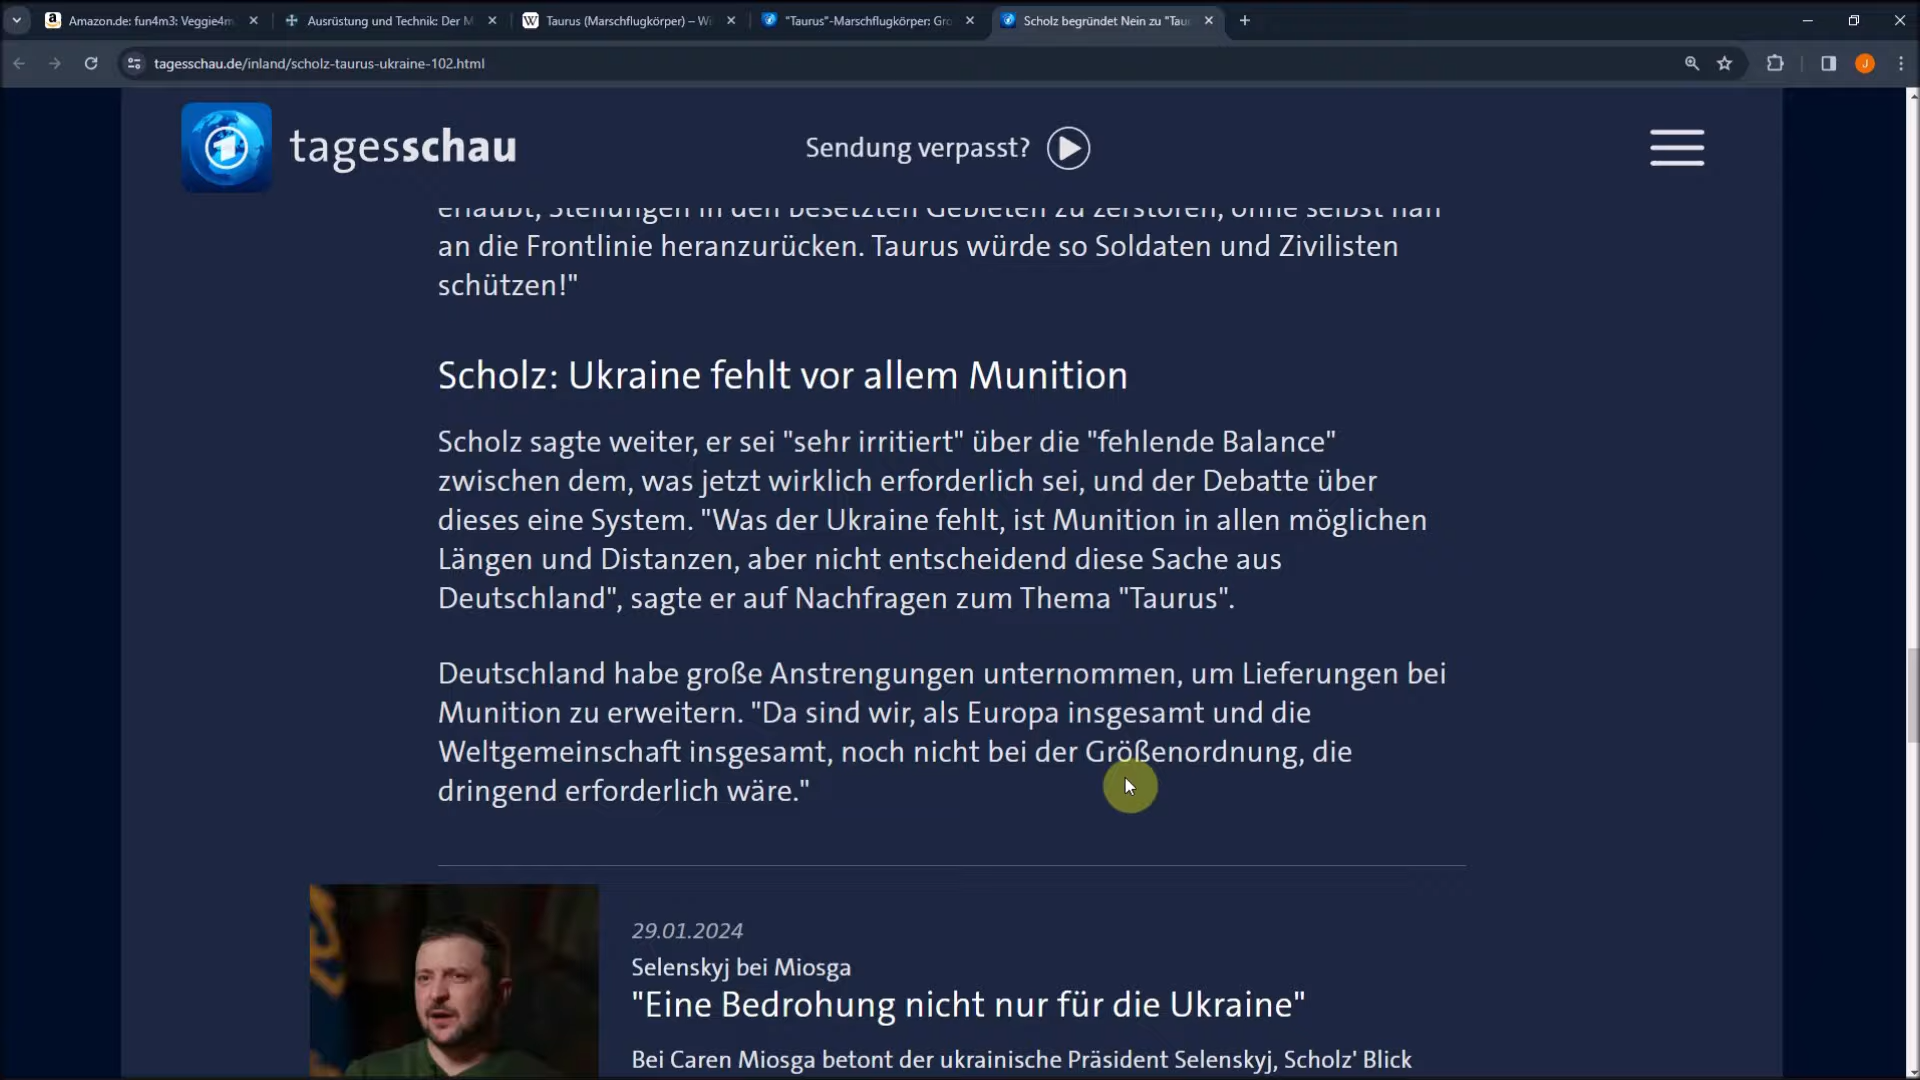 Amazon.de: fun4m3: Veggie4m
Ausrüstung und Technik: Der M
Taurus (Marschflugkörper) – W
"Taurus"-Marschflugkörper: Gro
Scholz begründet Nein zu "Tau
tagesschau.de/inland/scholz-taurus-ukraine-102.html
J
1
tagesschau
Sendung verpasst?
erlaubt, Stellungen in den besetzten Gebieten zu zerstören, ohne selbst nah
an die Frontlinie heranzurücken. Taurus würde so Soldaten und Zivilisten
schützen!"
Scholz: Ukraine fehlt vor allem Munition
Scholz sagte weiter, er sei "sehr irritiert" über die "fehlende Balance"
zwischen dem, was jetzt wirklich erforderlich sei, und der Debatte über
dieses eine System. "Was der Ukraine fehlt, ist Munition in allen möglichen
Längen und Distanzen, aber nicht entscheidend diese Sache aus
Deutschland", sagte er auf Nachfragen zum Thema "Taurus".
Deutschland habe große Anstrengungen unternommen, um Lieferungen bei
Munition zu erweitern. "Da sind wir, als Europa insgesamt und die
Weltgemeinschaft insgesamt, noch nicht bei der Größenordnung, die
dringend erforderlich wäre."
29.01.2024
Selenskyj bei Miosga
"Eine Bedrohung nicht nur für die Ukraine"
Bei Caren Miosga betont der ukrainische Präsident Selenskyj, Scholz' Blick